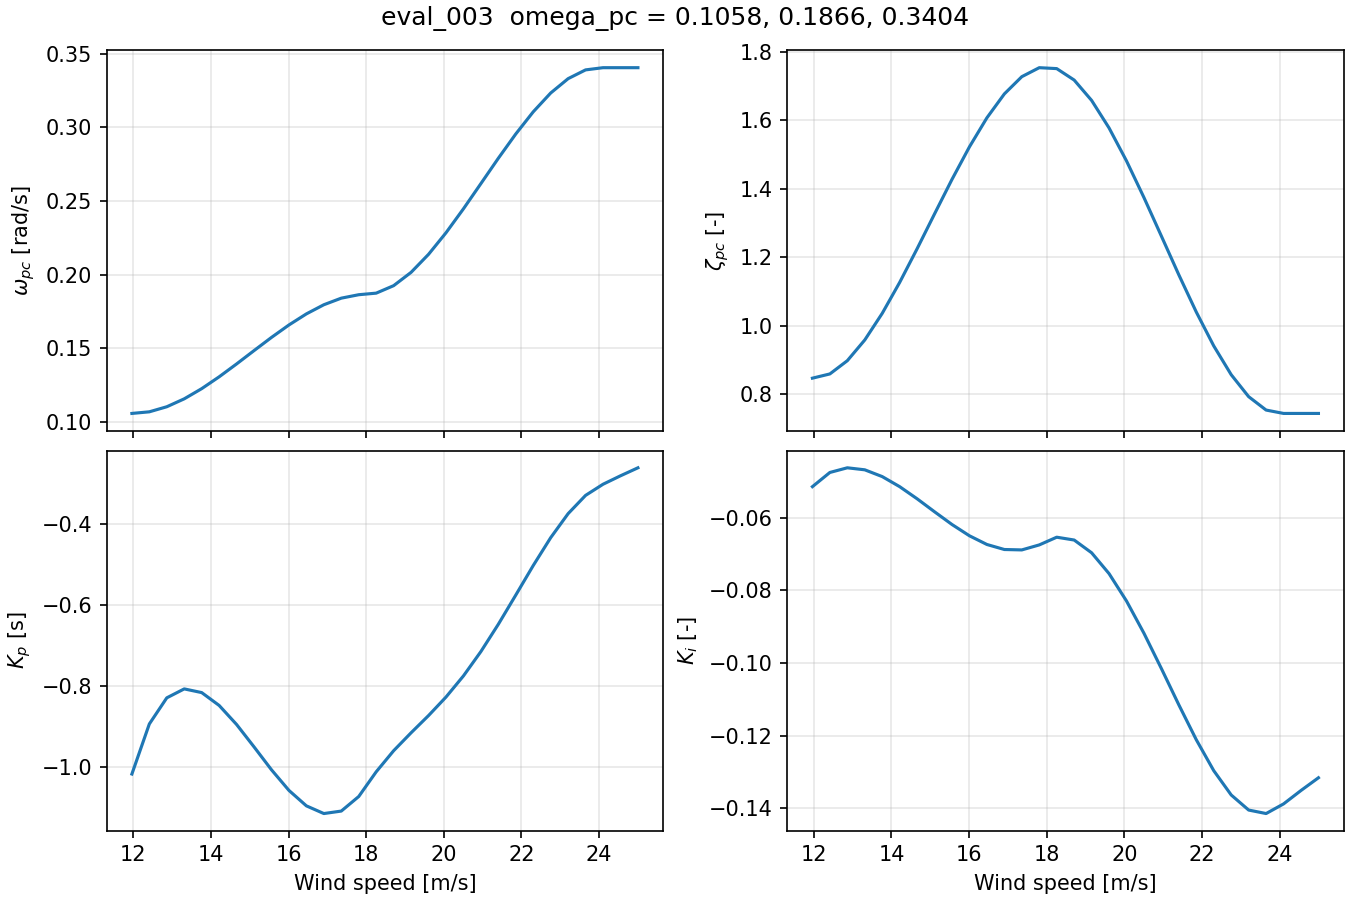 eval_003  omega_pc = 0.1058, 0.1866, 0.3404
0.35
0.30
0.25
0.20
0.15
0.10
ω_pc [rad/s]
1.8
1.6
1.4
1.2
1.0
0.8
ζ_pc [-]
−0.4
−0.6
−0.8
−1.0
K_p [s]
12 14 16 18 20 22 24
Wind speed [m/s]
−0.06
−0.08
−0.10
−0.12
−0.14
K_i [-]
12 14 16 18 20 22 24
Wind speed [m/s]